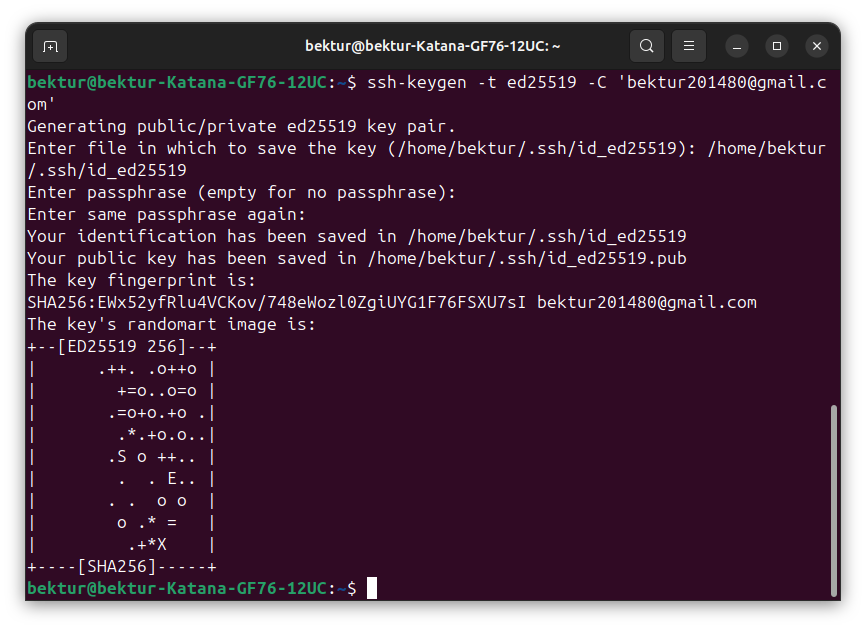 bektur@bektur-Katana-GF76-12UC: ~
bektur@bektur-Katana-GF76-12UC:~$ ssh-keygen -t ed25519 -C 'bektur201480@gmail.c
om'
Generating public/private ed25519 key pair.
Enter file in which to save the key (/home/bektur/.ssh/id_ed25519): /home/bektur
/.ssh/id_ed25519
Enter passphrase (empty for no passphrase):
Enter same passphrase again:
Your identification has been saved in /home/bektur/.ssh/id_ed25519
Your public key has been saved in /home/bektur/.ssh/id_ed25519.pub
The key fingerprint is:
SHA256:EWx52yfRlu4VCKov/748eWozl0ZgiUYG1F76FSXU7sI bektur201480@gmail.com
The key's randomart image is:
+--[ED25519 256]--+
|      .++. .o++o |
|        +=o..o=o |
|       .=o+o.+o .|
|        .*.+o.o..|
|       .S o ++.. |
|        .  . E.. |
|       . .  o o  |
|        o .* =   |
|         .+*X    |
+----[SHA256]-----+
bektur@bektur-Katana-GF76-12UC:~$